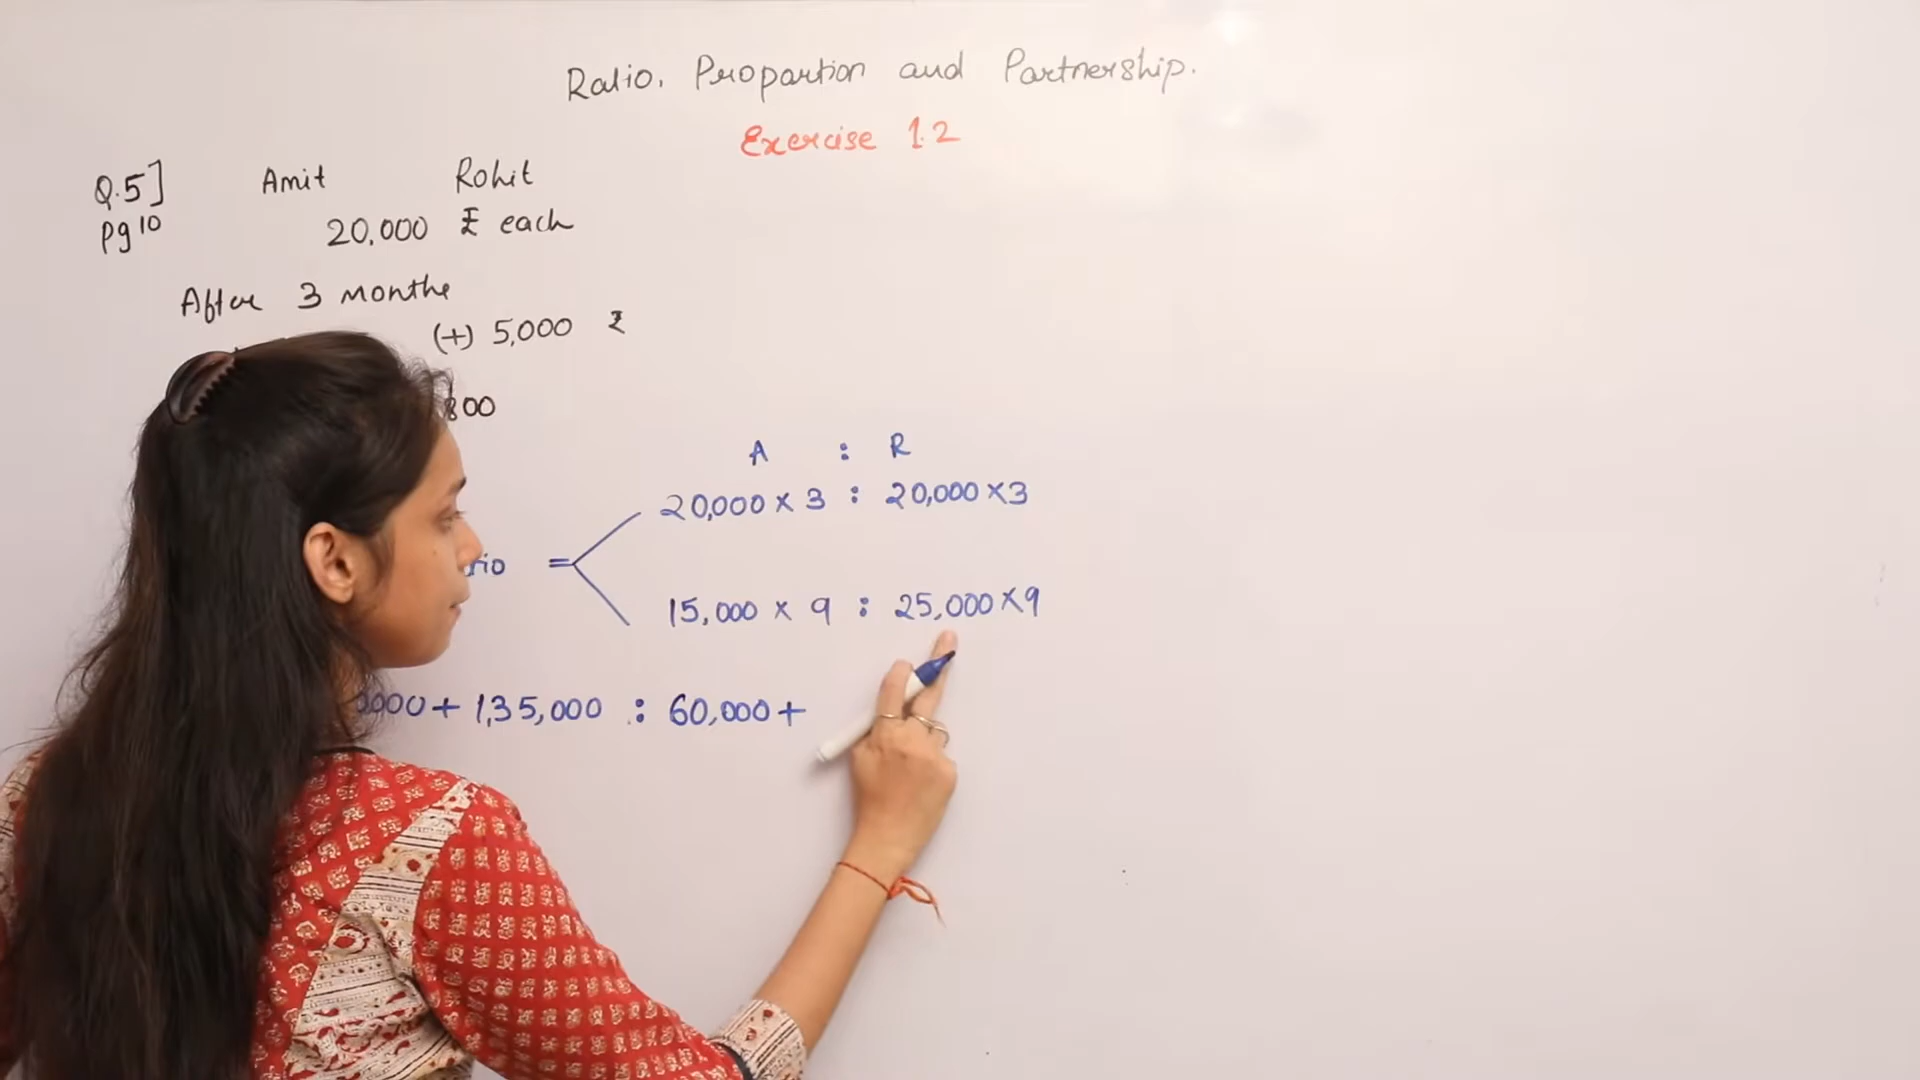 Ratio, Proportion and Partnership.
Exercise 1.2
Q.5] Amit Rohit
Pg 10 20,000 ₹ each
After 3 months
(+) 5,000 ₹
800
A : R
20,000 × 3 : 20,000 × 3
=
15,000 × 9 : 25,000 × 9
000 + 1,35,000 : 60,000 +